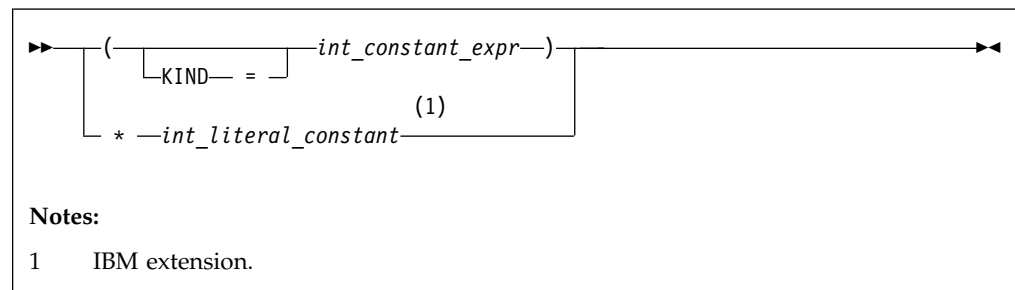 ( int_constant_expr )
KIND =
(1)
* int_literal_constant
Notes:
1 IBM extension.